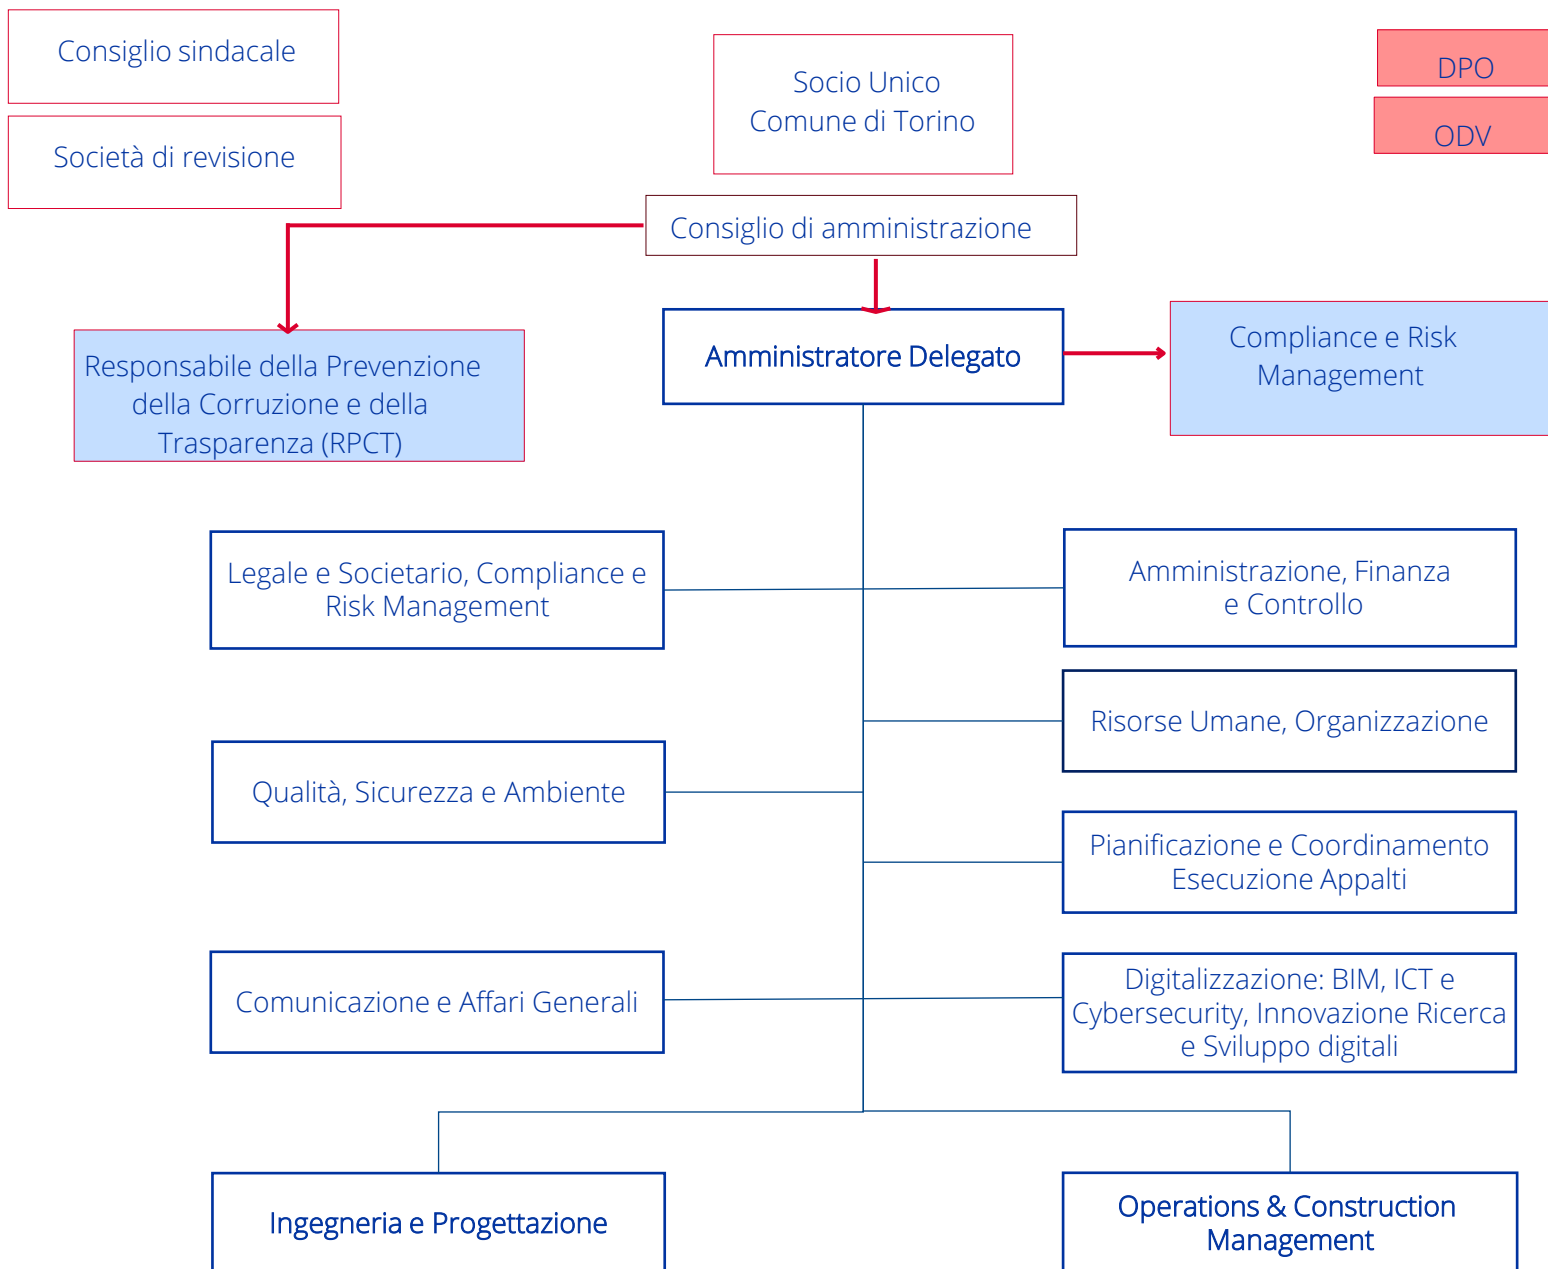 Consiglio sindacale
Società di revisione
Socio Unico
Comune di Torino
DPO
ODV
Consiglio di amministrazione
Responsabile della Prevenzione
della Corruzione e della
Trasparenza (RPCT)
Amministratore Delegato
Compliance e Risk
Management
Legale e Societario, Compliance e
Risk Management
Amministrazione, Finanza
e Controllo
Risorse Umane, Organizzazione
Qualità, Sicurezza e Ambiente
Pianificazione e Coordinamento
Esecuzione Appalti
Comunicazione e Affari Generali
Digitalizzazione: BIM, ICT e
Cybersecurity, Innovazione Ricerca
e Sviluppo digitali
Ingegneria e Progettazione
Operations & Construction
Management